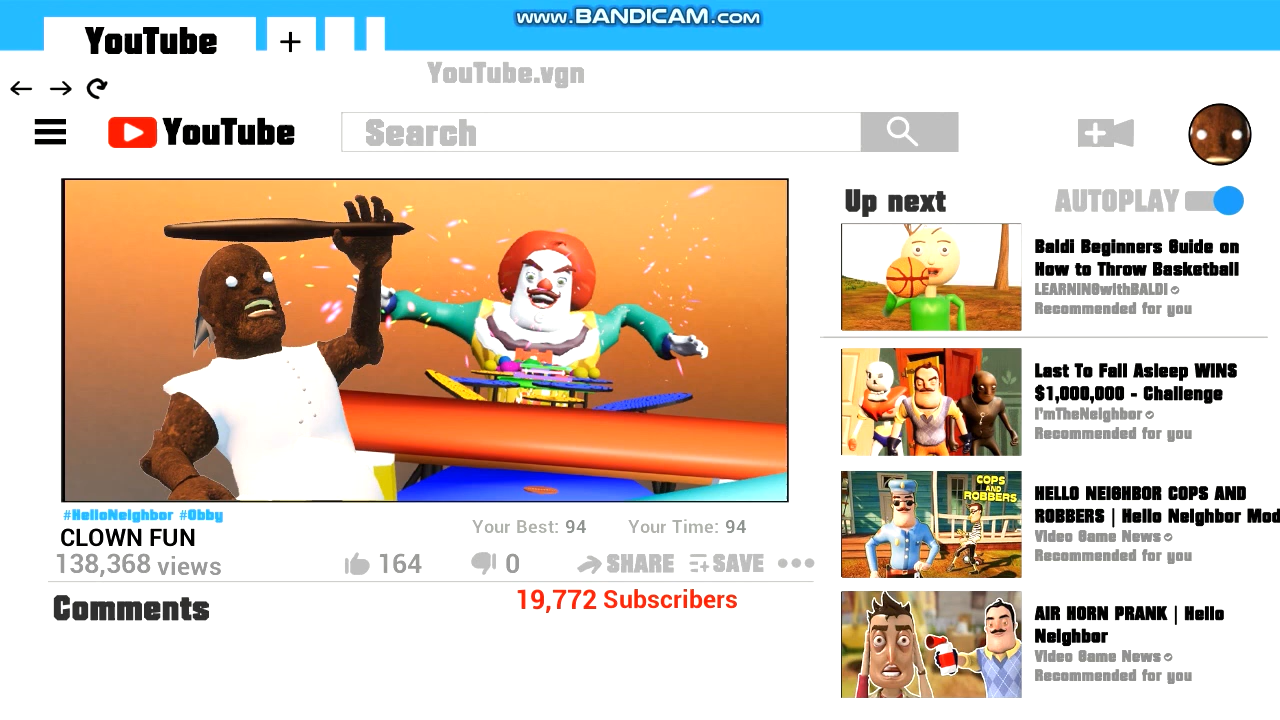 www.BANDICAM.com
YouTube
+
YouTube.vgn
YouTube
Search
Up next
AUTOPLAY
Baldi Beginners Guide on
How to Throw Basketball
LEARNINGwithBALDI
Recommended for you
Last To Fall Asleep WINS
$1,000,000 - Challenge
I'mTheNeighbor
Recommended for you
COPS
AND
ROBBERS
HELLO NEIGHBOR COPS AND
ROBBERS | Hello Neighbor Mod
Video Game News
Recommended for you
AIR HORN PRANK | Hello
Neighbor
Video Game News
Recommended for you
#HelloNeighbor #Obby
CLOWN FUN
Your Best: 94 Your Time: 94
138,368 views 164 0 SHARE SAVE
19,772 Subscribers
Comments